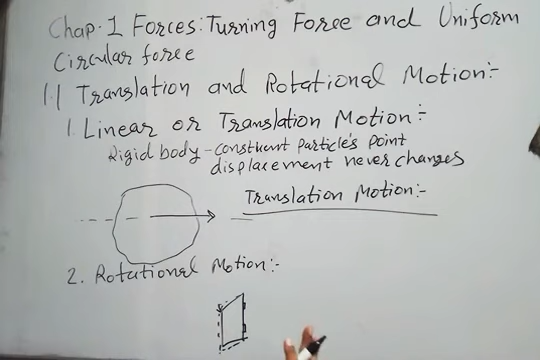 Chap. 1 Forces: Turning Force and Uniform
Circular force
1.1 Translation and Rotational Motion:-
1. Linear or Translation Motion:-
Rigid body - constiuent Particle's Point
displacement never changes
Translation Motion:-
2. Rotational Motion:-